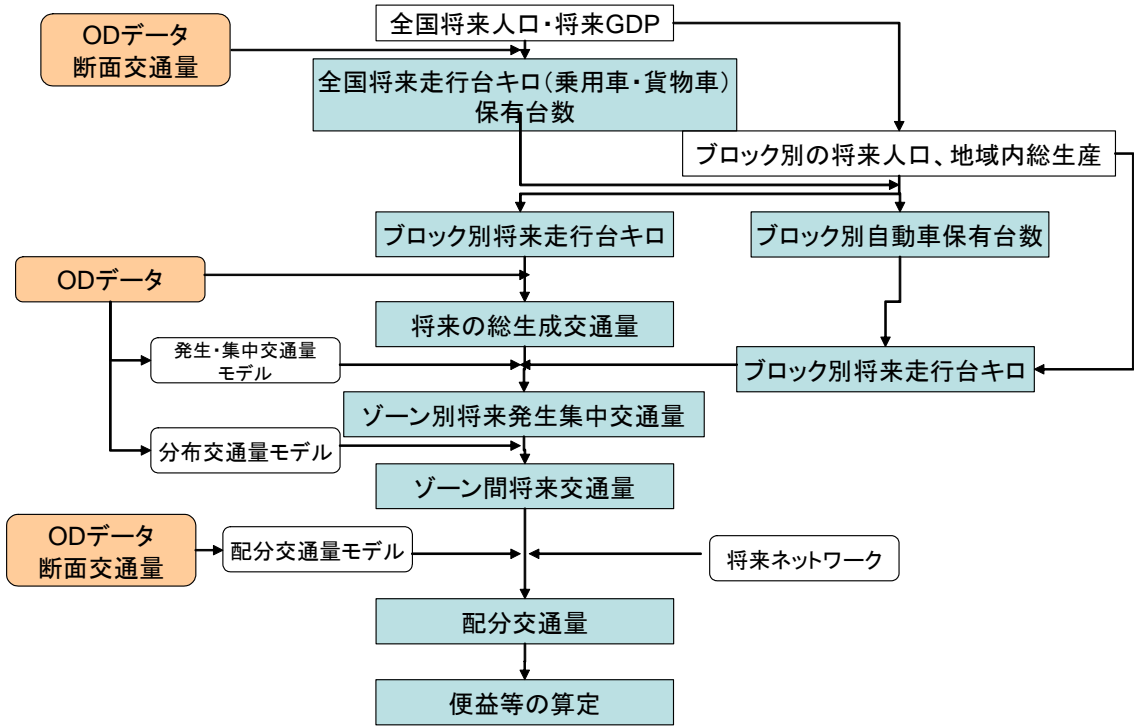 全国将来人口・将来GDP
ODデータ
断面交通量
全国将来走行台キロ(乗用車・貨物車)
保有台数
ブロック別の将来人口、地域内総生産
ブロック別将来走行台キロ
ブロック別自動車保有台数
ODデータ
将来の総生成交通量
発生・集中交通量
モデル
ブロック別将来走行台キロ
ゾーン別将来発生集中交通量
分布交通量モデル
ゾーン間将来交通量
ODデータ
断面交通量
配分交通量モデル
将来ネットワーク
配分交通量
便益等の算定